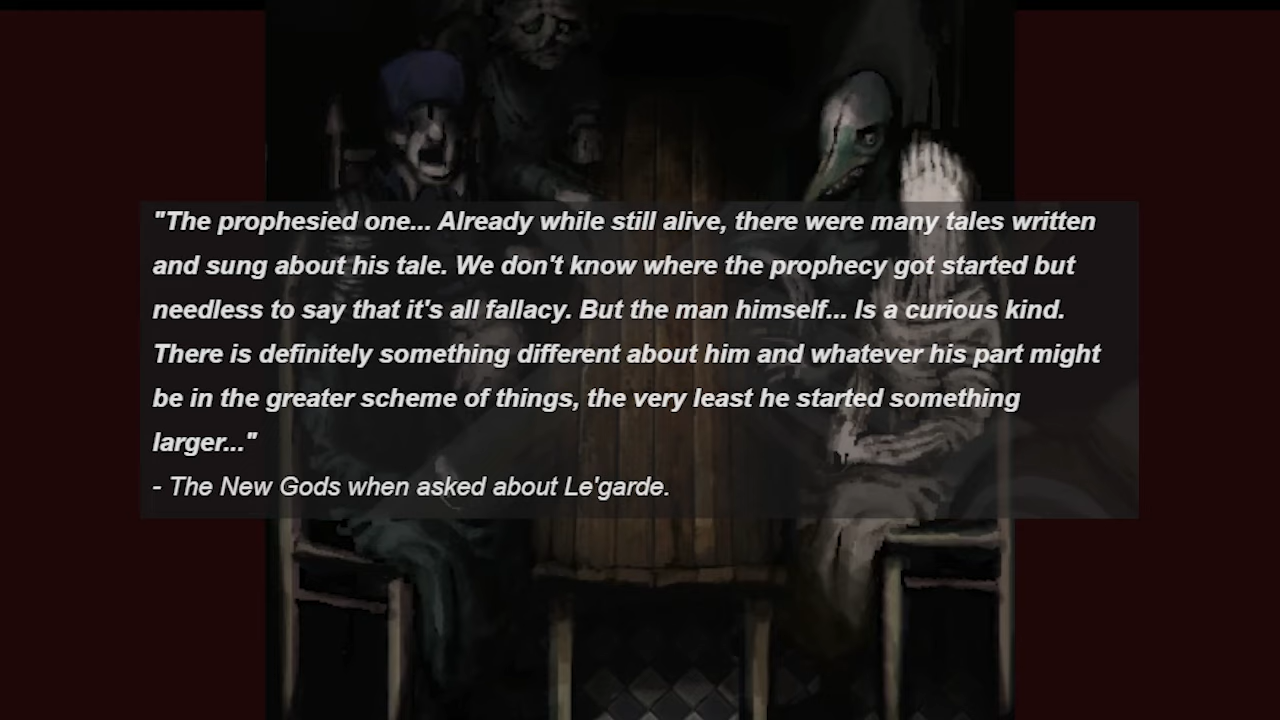 "The prophesied one... Already while still alive, there were many tales written
and sung about his tale. We don't know where the prophecy got started but
needless to say that it's all fallacy. But the man himself... Is a curious kind.
There is definitely something different about him and whatever his part might
be in the greater scheme of things, the very least he started something
larger..."
- The New Gods when asked about Le'garde.